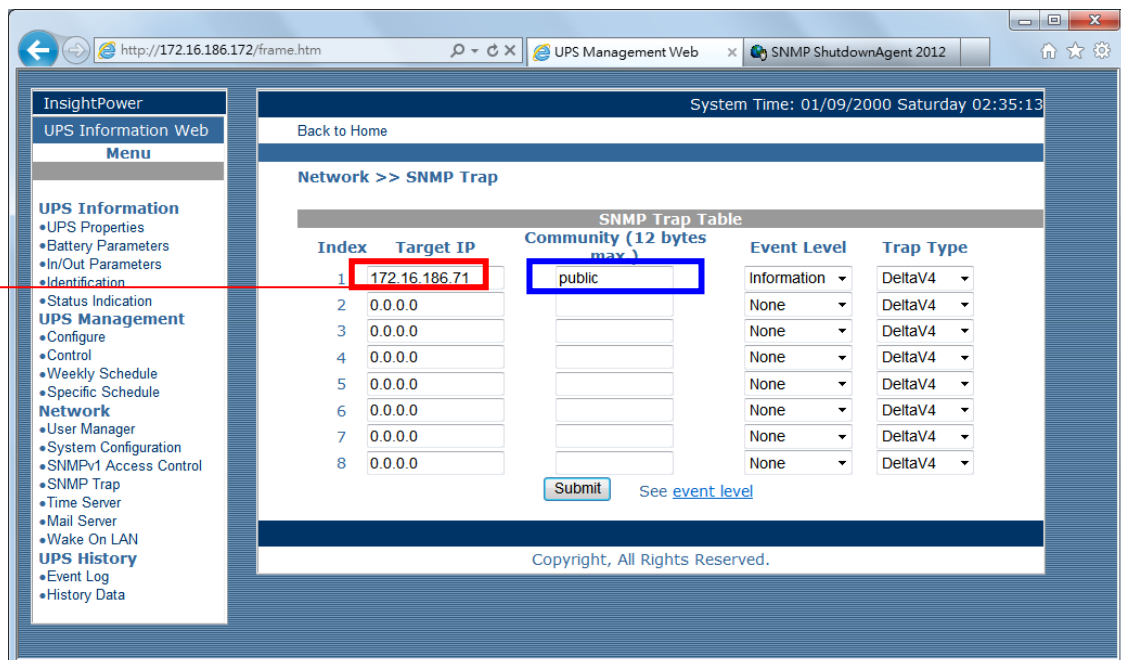 http://172.16.186.172/frame.htm
UPS Management Web
SNMP ShutdownAgent 2012
InsightPower
UPS Information Web
Menu
UPS Information
•UPS Properties
•Battery Parameters
•In/Out Parameters
•Identification
•Status Indication
UPS Management
•Configure
•Control
•Weekly Schedule
•Specific Schedule
Network
•User Manager
•System Configuration
•SNMPv1 Access Control
•SNMP Trap
•Time Server
•Mail Server
•Wake On LAN
UPS History
•Event Log
•History Data
System Time: 01/09/2000 Saturday 02:35:13
Back to Home
Network >> SNMP Trap
SNMP Trap Table
Index Target IP Community (12 bytes max.) Event Level Trap Type
1 172.16.186.71 public Information DeltaV4
2 0.0.0.0 None DeltaV4
3 0.0.0.0 None DeltaV4
4 0.0.0.0 None DeltaV4
5 0.0.0.0 None DeltaV4
6 0.0.0.0 None DeltaV4
7 0.0.0.0 None DeltaV4
8 0.0.0.0 None DeltaV4
Submit See event level
Copyright, All Rights Reserved.